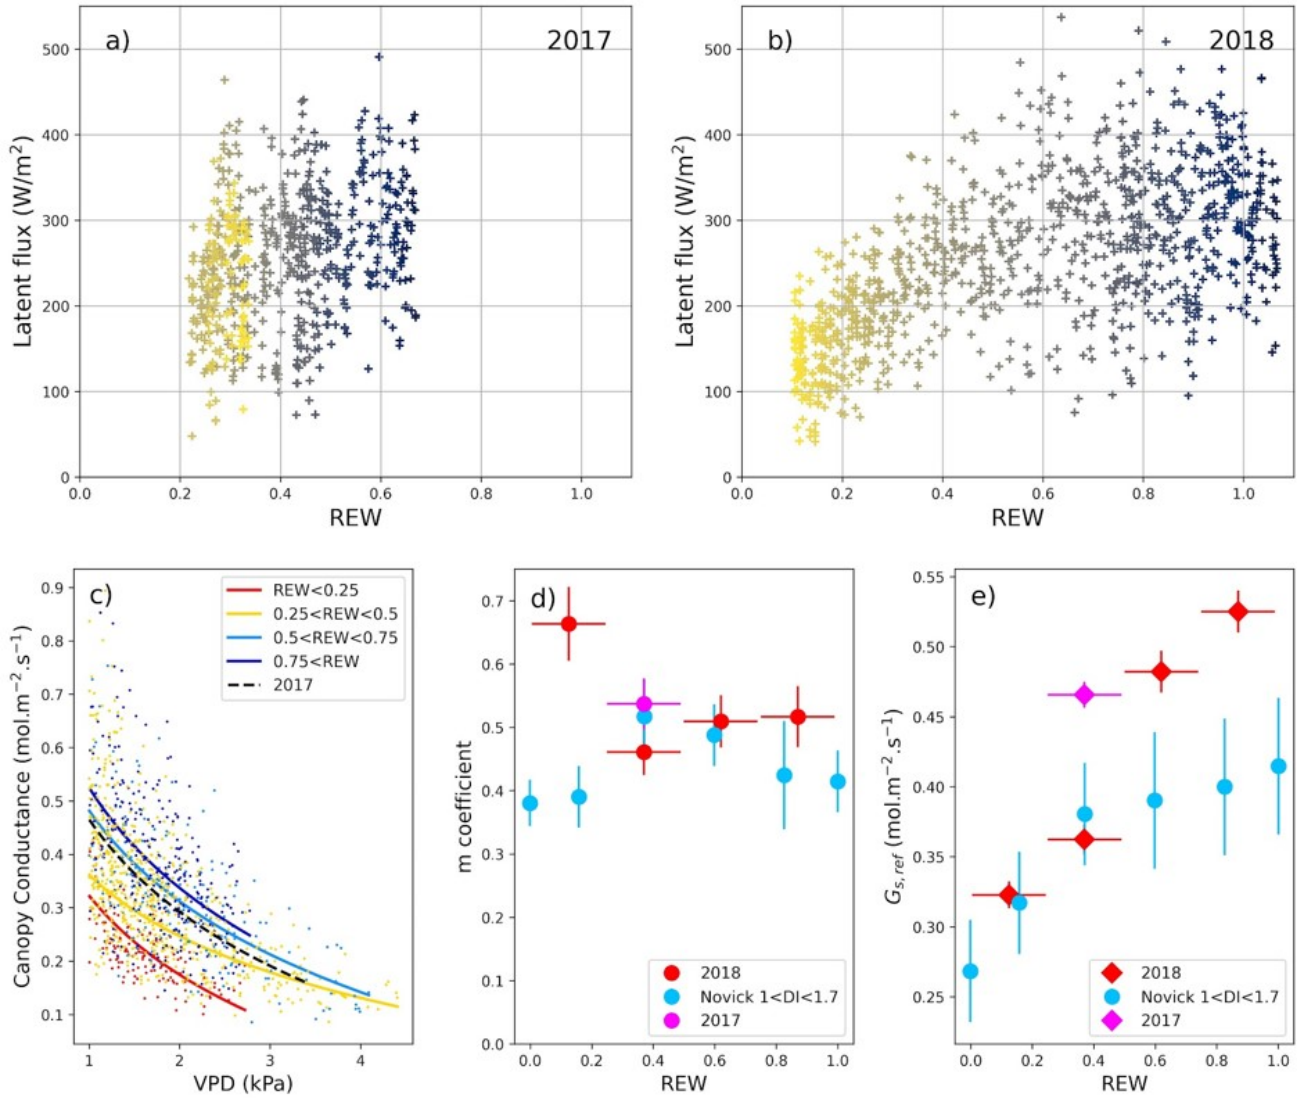 a)
2017
500
400
300
200
100
0
Latent flux (W/m²)
0.0 0.2 0.4 0.6 0.8 1.0
REW
b)
2018
500
400
300
200
100
0
Latent flux (W/m²)
0.0 0.2 0.4 0.6 0.8 1.0
REW
c)
REW<0.25
0.25<REW<0.5
0.5<REW<0.75
0.75<REW
2017
0.9
0.8
0.7
0.6
0.5
0.4
0.3
0.2
0.1
Canopy Conductance (mol.m⁻².s⁻¹)
1 2 3 4
VPD (kPa)
d)
0.7
0.6
0.5
0.4
0.3
0.2
0.1
0.0
m coefficient
2018
Novick 1<DI<1.7
2017
0.0 0.2 0.4 0.6 0.8 1.0
REW
e)
0.55
0.50
0.45
0.40
0.35
0.30
0.25
Gs,ref (mol.m⁻².s⁻¹)
2018
Novick 1<DI<1.7
2017
0.0 0.2 0.4 0.6 0.8 1.0
REW